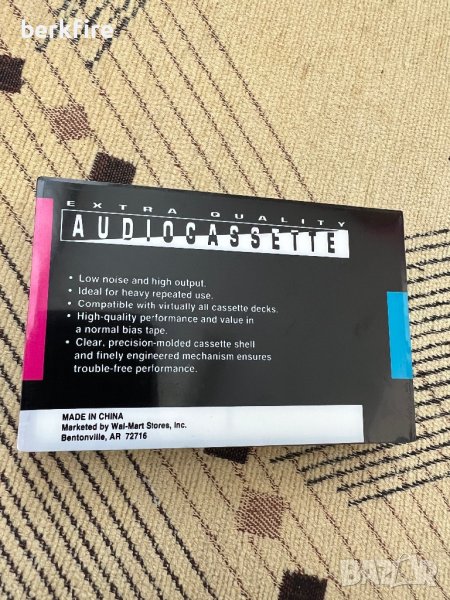 berkfire
EXTRA QUALITY
AUDIOCASSETTE
• Low noise and high output.
• Ideal for heavy repeated use.
• Compatible with virtually all cassette decks.
• High-quality performance and value in
a normal bias tape.
• Clear, precision-molded cassette shell
and finely engineered mechanism ensures
trouble-free performance.
MADE IN CHINA
Marketed by Wal-Mart Stores, Inc.
Bentonville, AR 72716
BAZAR